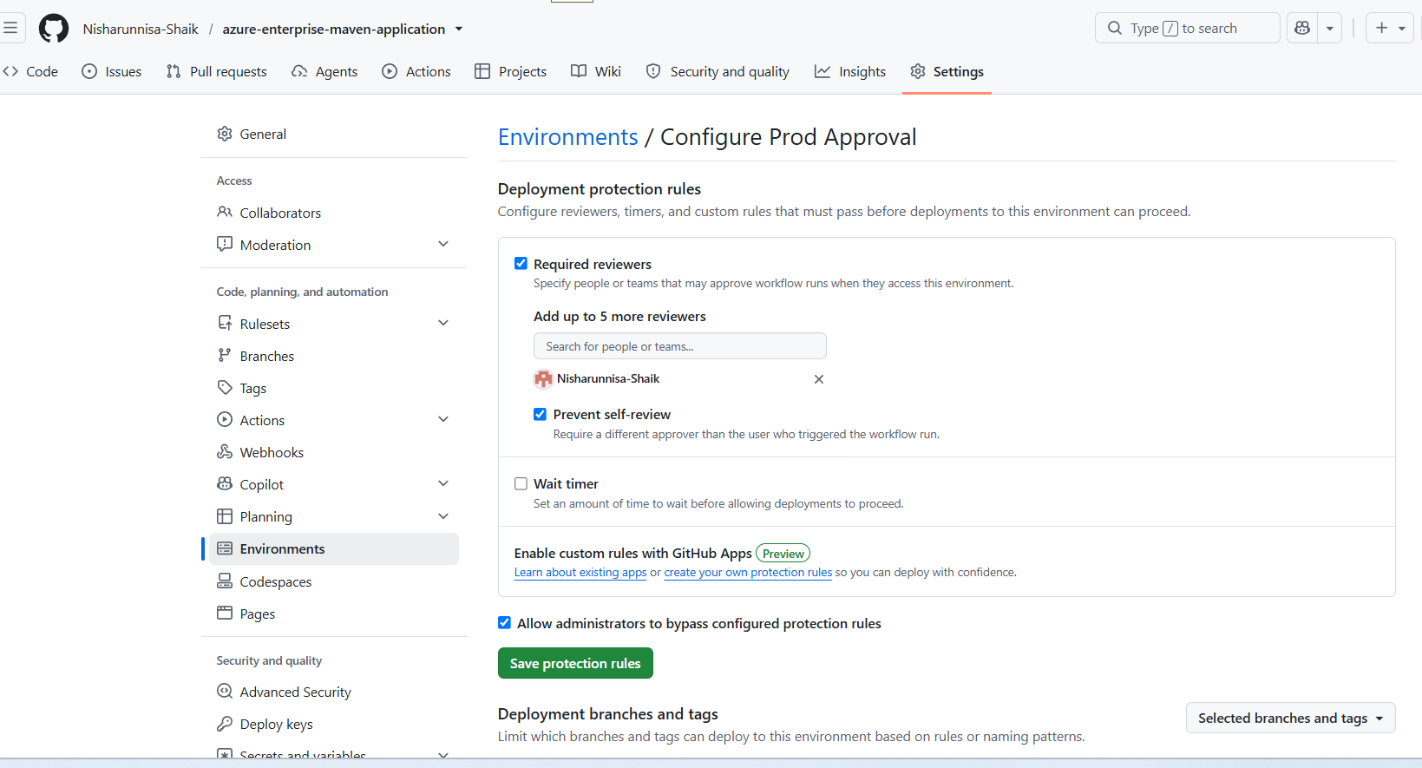 Nisharunnisa-Shaik / azure-enterprise-maven-application
Type / to search
Code
Issues
Pull requests
Agents
Actions
Projects
Wiki
Security and quality
Insights
Settings
General
Access
Collaborators
Moderation
Code, planning, and automation
Rulesets
Branches
Tags
Actions
Webhooks
Copilot
Planning
Environments
Codespaces
Pages
Security and quality
Advanced Security
Deploy keys
Secrets and variables
Environments / Configure Prod Approval
Deployment protection rules
Configure reviewers, timers, and custom rules that must pass before deployments to this environment can proceed.
Required reviewers
Specify people or teams that may approve workflow runs when they access this environment.
Add up to 5 more reviewers
Search for people or teams...
Nisharunnisa-Shaik
Prevent self-review
Require a different approver than the user who triggered the workflow run.
Wait timer
Set an amount of time to wait before allowing deployments to proceed.
Enable custom rules with GitHub Apps Preview
Learn about existing apps or create your own protection rules so you can deploy with confidence.
Allow administrators to bypass configured protection rules
Save protection rules
Deployment branches and tags
Limit which branches and tags can deploy to this environment based on rules or naming patterns.
Selected branches and tags